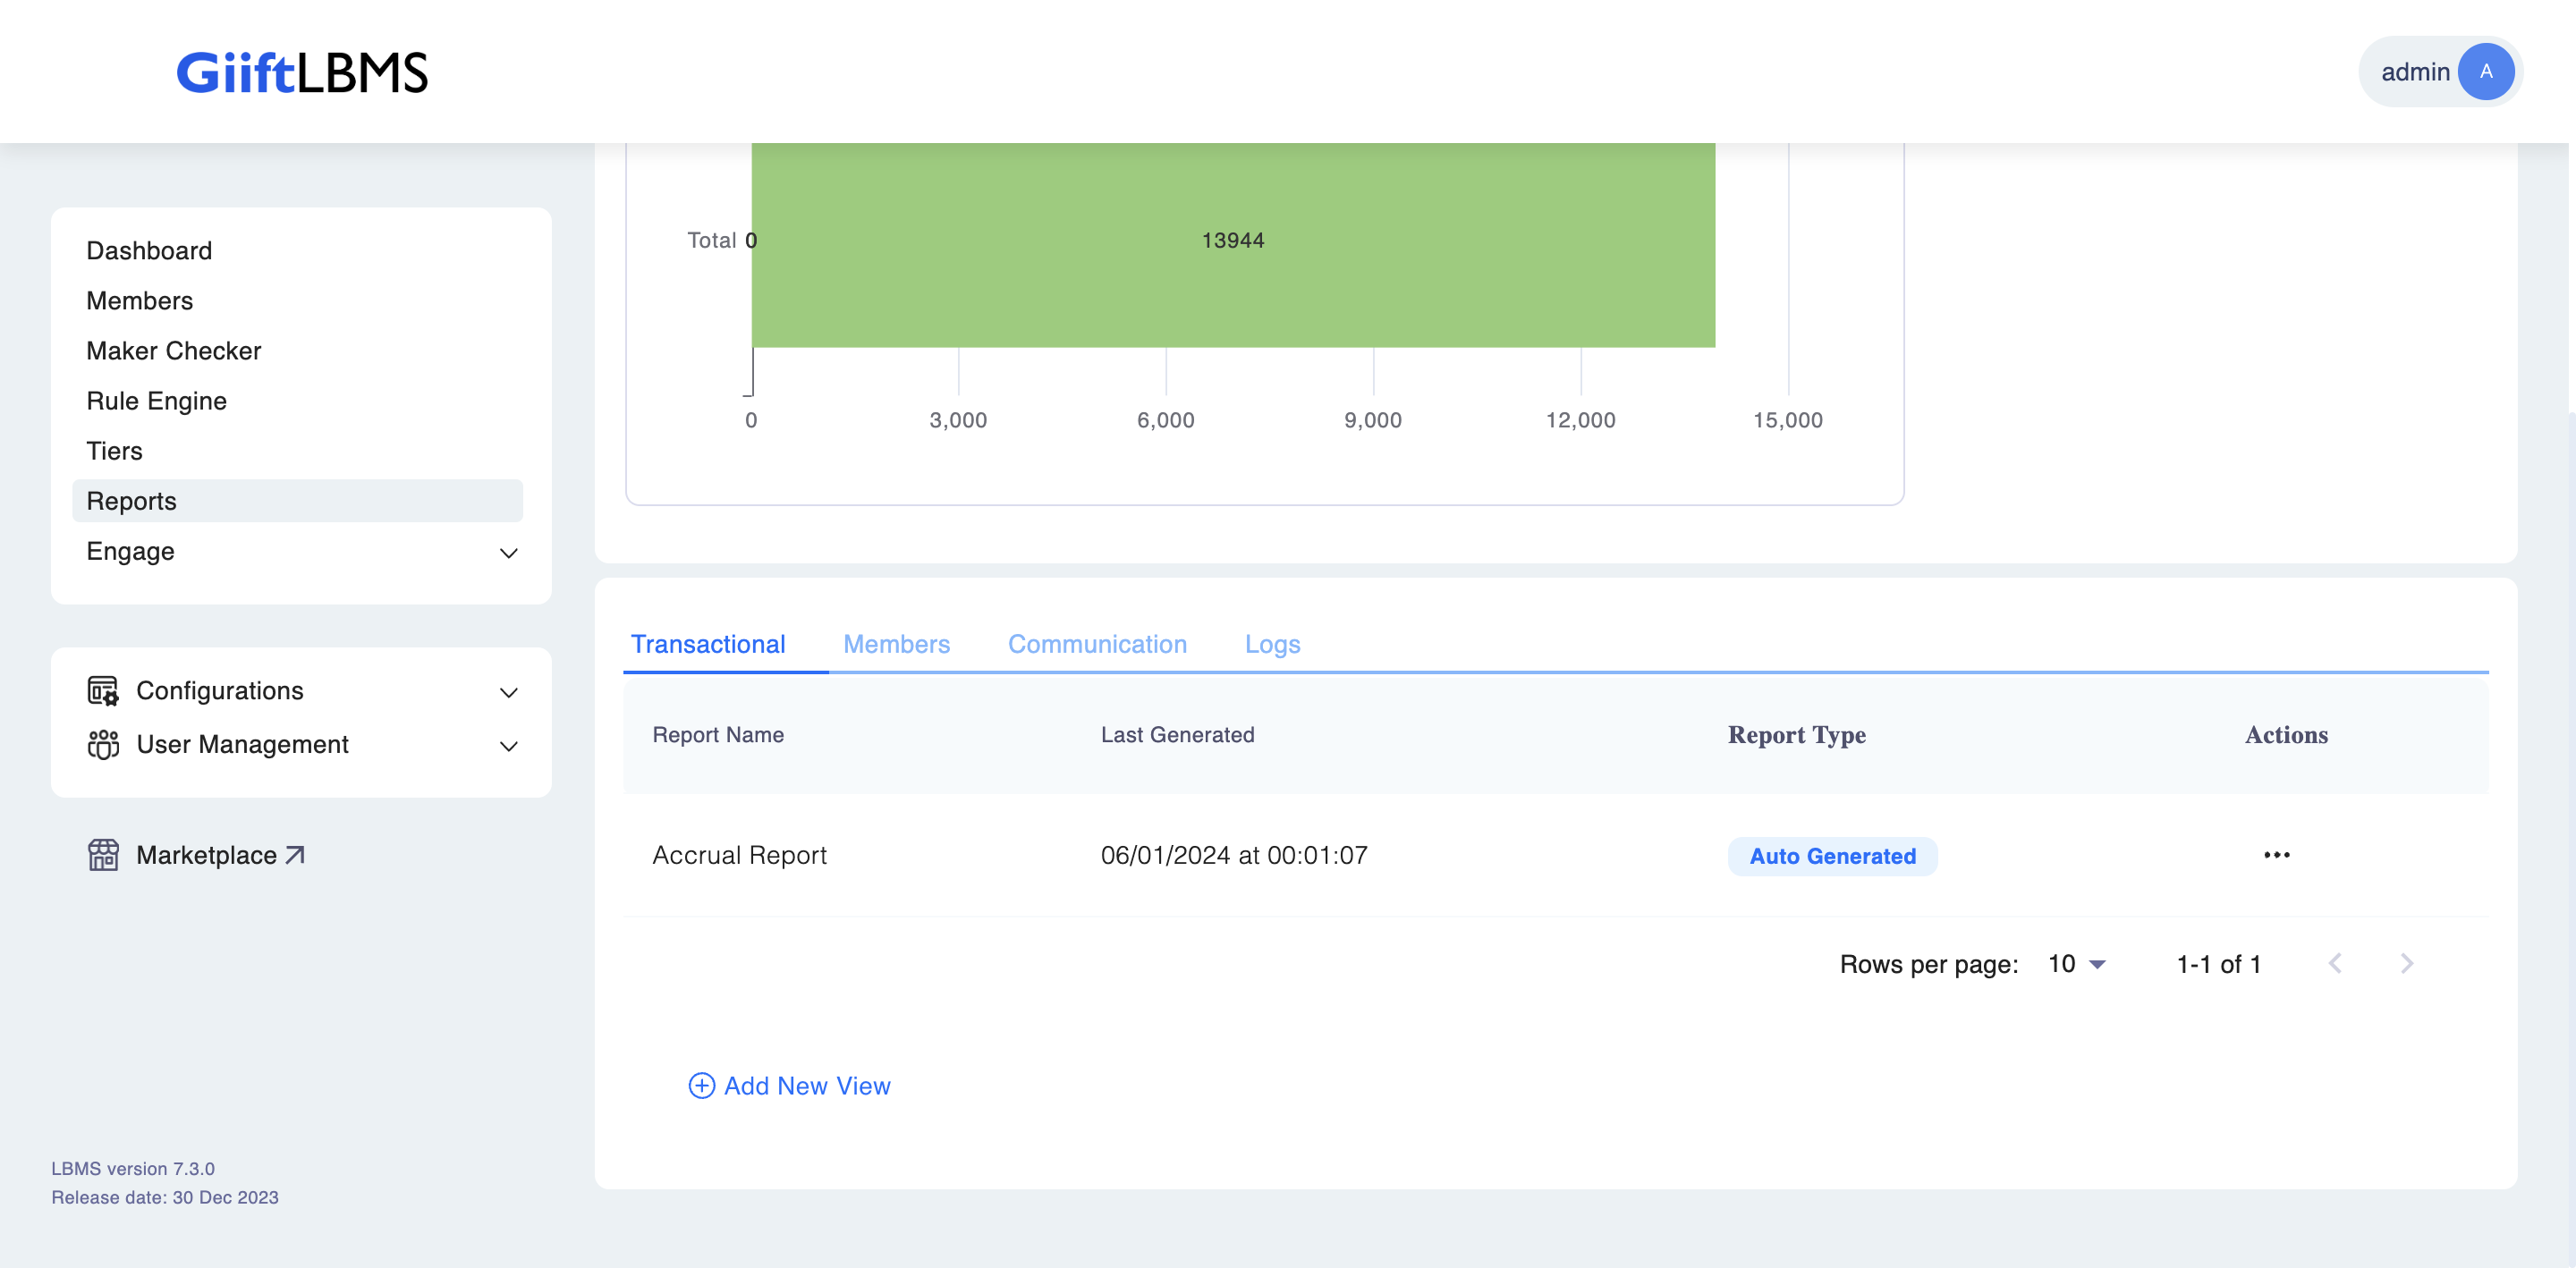 GiiftLBMS
admin A
Dashboard
Members
Maker Checker
Rule Engine
Tiers
Reports
Engage
Configurations
User Management
Marketplace
LBMS version 7.3.0
Release date: 30 Dec 2023
Total 0 13944
0 3,000 6,000 9,000 12,000 15,000
Transactional Members Communication Logs
Report Name Last Generated Report Type Actions
Accrual Report 06/01/2024 at 00:01:07 Auto Generated
Rows per page: 10 1-1 of 1
Add New View